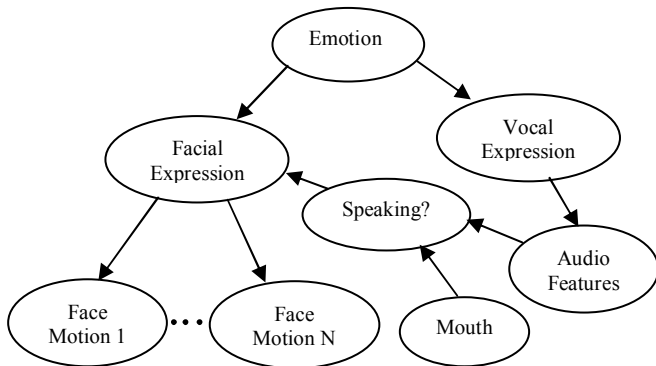 Emotion
Facial
Expression
Vocal
Expression
Speaking?
Audio
Features
Face
Motion 1
Face
Motion N
Mouth